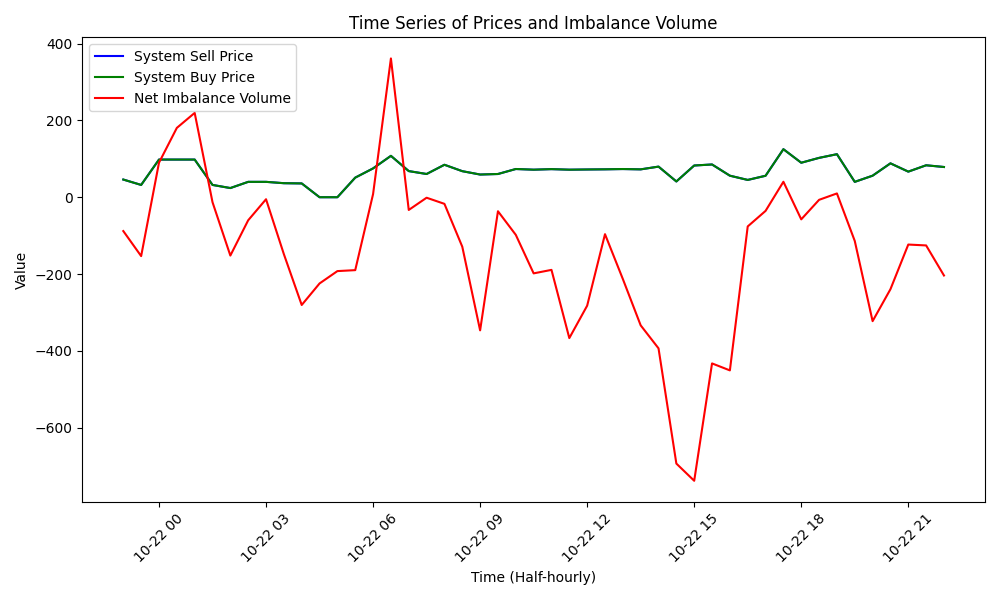 Time Series of Prices and Imbalance Volume
System Sell Price
System Buy Price
Net Imbalance Volume
400
200
0
−200
−400
−600
Value
10-22 00
10-22 03
10-22 06
10-22 09
10-22 12
10-22 15
10-22 18
10-22 21
Time (Half-hourly)